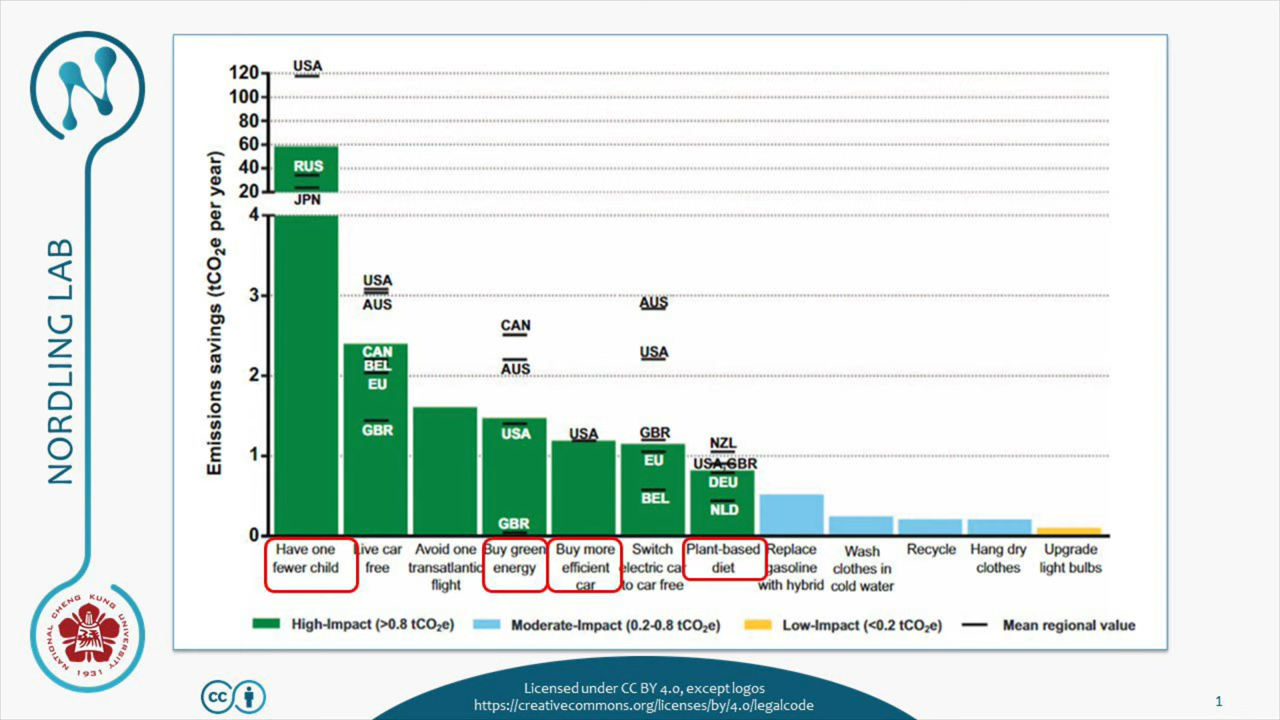 NORDLING LAB
NATIONAL CHENG KUNG UNIVERSITY
1931
Emissions savings (tCO₂e per year)
120
100
80
60
40
20
4
3
2
1
0
USA
RUS
JPN
USA
AUS
CAN
BEL
EU
GBR
CAN
AUS
USA
GBR
USA
AUS
USA
GBR
EU
BEL
NZL
USA,GBR
DEU
NLD
Have one
fewer child
Live car
free
Avoid one
transatlantic
flight
Buy green
energy
Buy more
efficient
car
Switch
electric car
to car free
Plant-based
diet
Replace
gasoline
with hybrid
Wash
clothes in
cold water
Recycle
Hang dry
clothes
Upgrade
light bulbs
High-Impact (>0.8 tCO₂e)
Moderate-Impact (0.2-0.8 tCO₂e)
Low-Impact (<0.2 tCO₂e)
Mean regional value
cc
Licensed under CC BY 4.0, except logos
https://creativecommons.org/licenses/by/4.0/legalcode
1